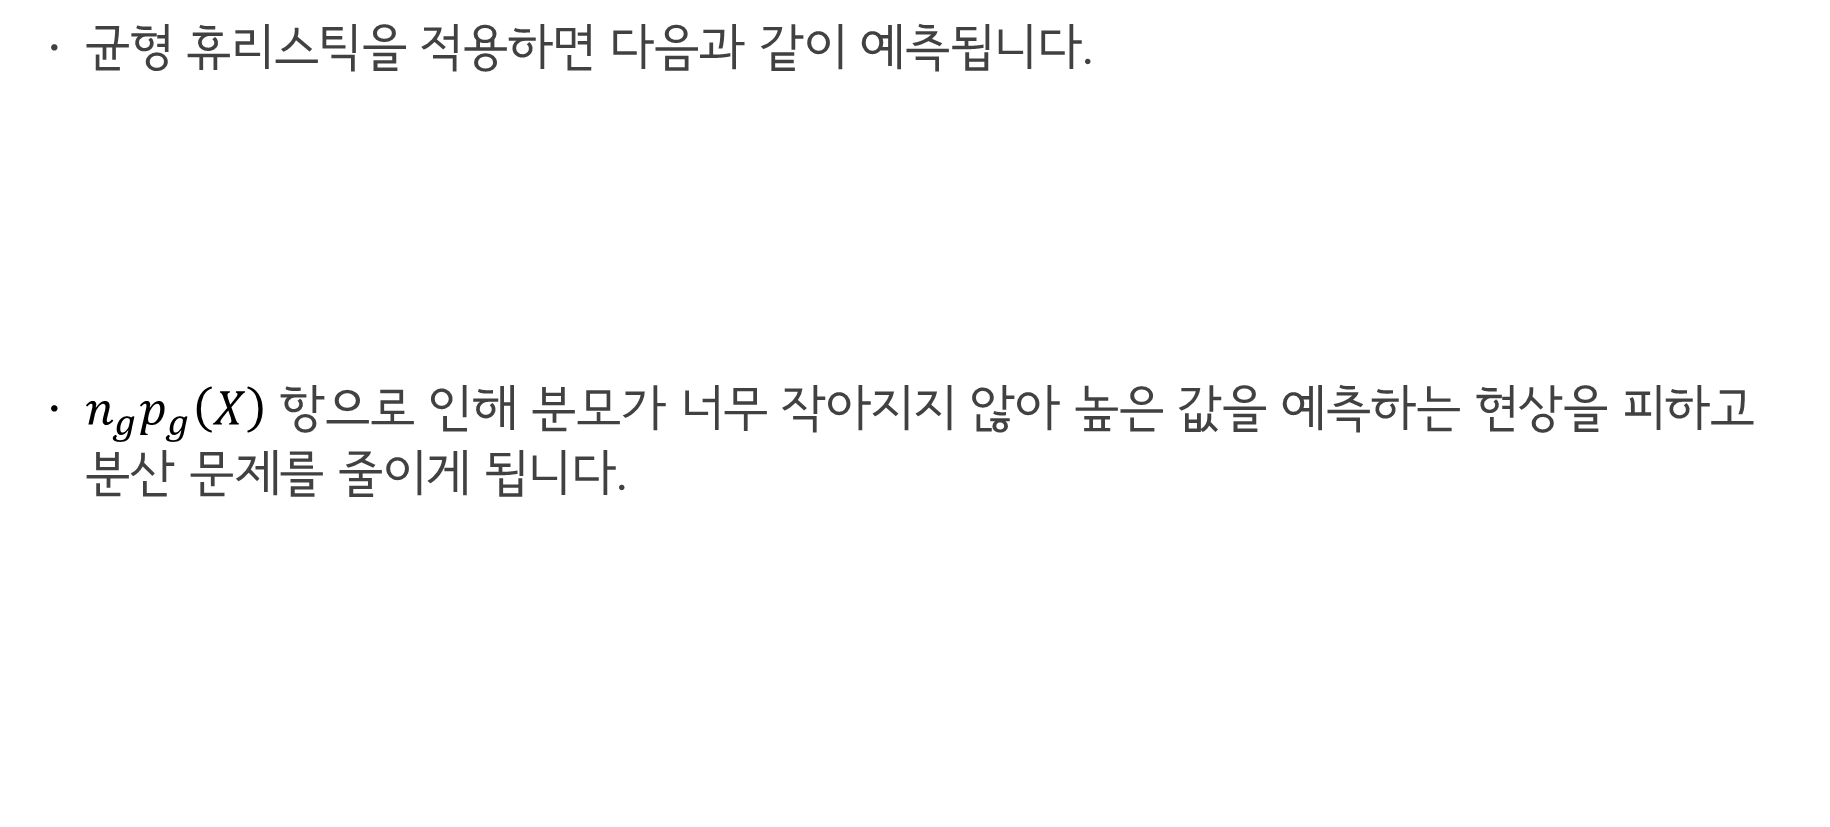 · 균형 휴리스틱을 적용하면 다음과 같이 예측됩니다.
· n_g p_g(X) 항으로 인해 분모가 너무 작아지지 않아 높은 값을 예측하는 현상을 피하고
분산 문제를 줄이게 됩니다.